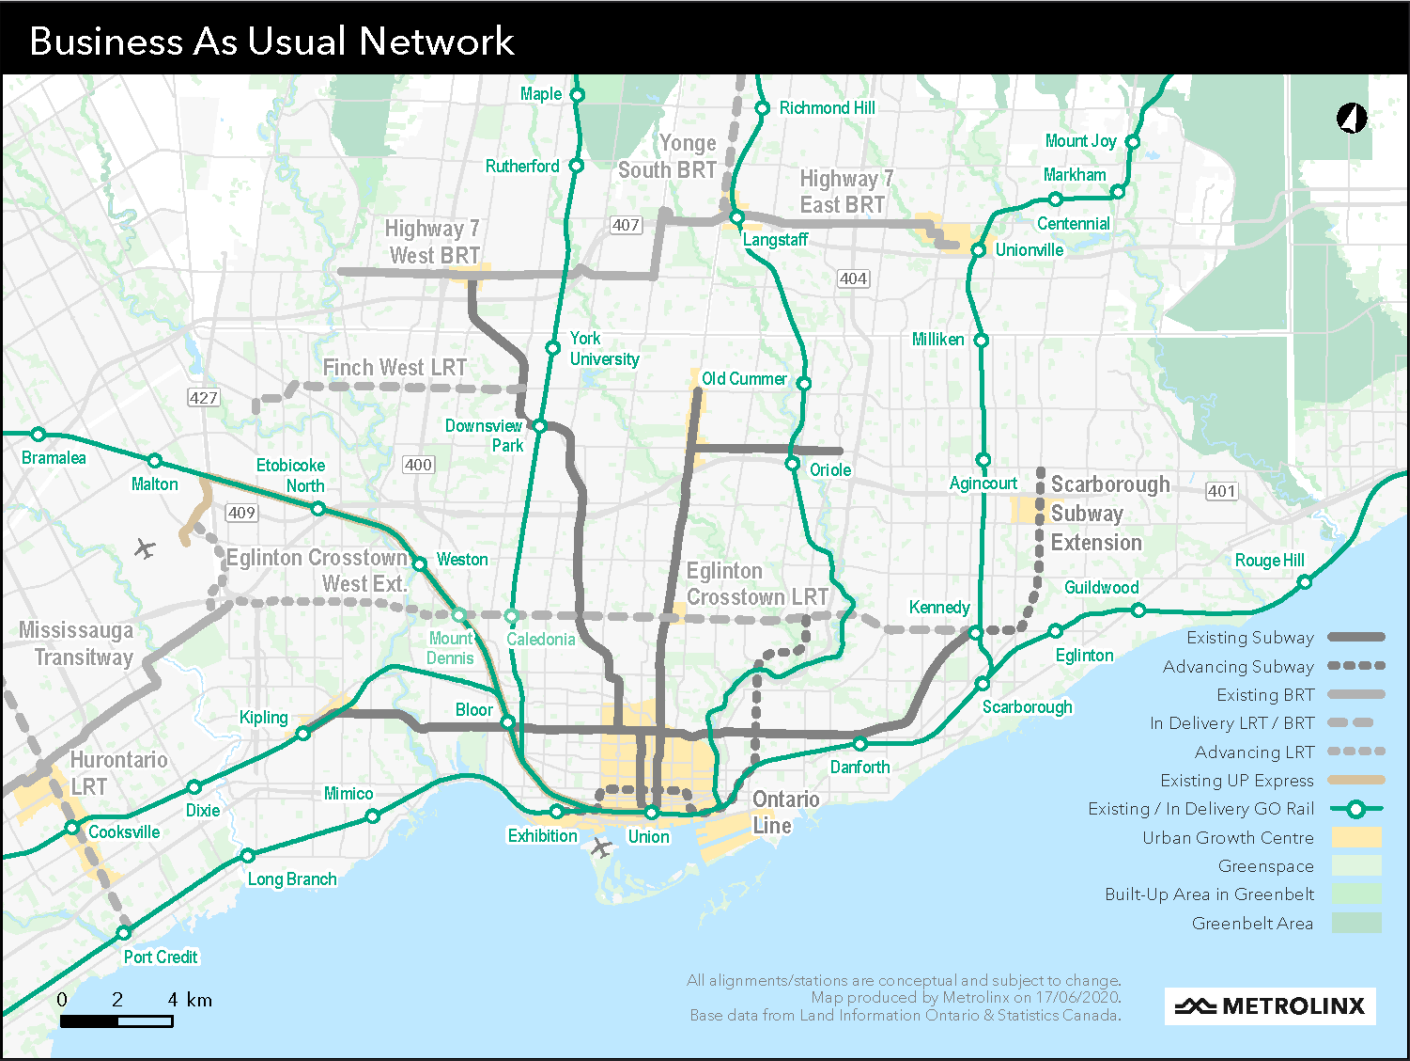 Business As Usual Network
Maple
Richmond Hill
Yonge
South BRT
Mount Joy
Rutherford
Markham
Highway 7
East BRT
407
Centennial
Highway 7
West BRT
Langstaff
Unionville
404
York
University
Milliken
Finch West LRT
Old Cummer
427
Downsview
Park
Bramalea
Etobicoke
North
400
Malton
Oriole
Agincourt
Scarborough
Subway
Extension
401
409
Eglinton Crosstown
West Ext.
Weston
Eglinton
Crosstown LRT
Rouge Hill
Guildwood
Kennedy
Mississauga
Transitway
Mount
Dennis
Caledonia
Eglinton
Kipling
Bloor
Scarborough
Hurontario
LRT
Danforth
Mimico
Dixie
Ontario
Line
Cooksville
Exhibition
Union
Long Branch
Port Credit
Existing Subway
Advancing Subway
Existing BRT
In Delivery LRT / BRT
Advancing LRT
Existing UP Express
Existing / In Delivery GO Rail
Urban Growth Centre
Greenspace
Built-Up Area in Greenbelt
Greenbelt Area
0 2 4 km
All alignments/stations are conceptual and subject to change.
Map produced by Metrolinx on 17/06/2020.
Base data from Land Information Ontario & Statistics Canada.
METROLINX